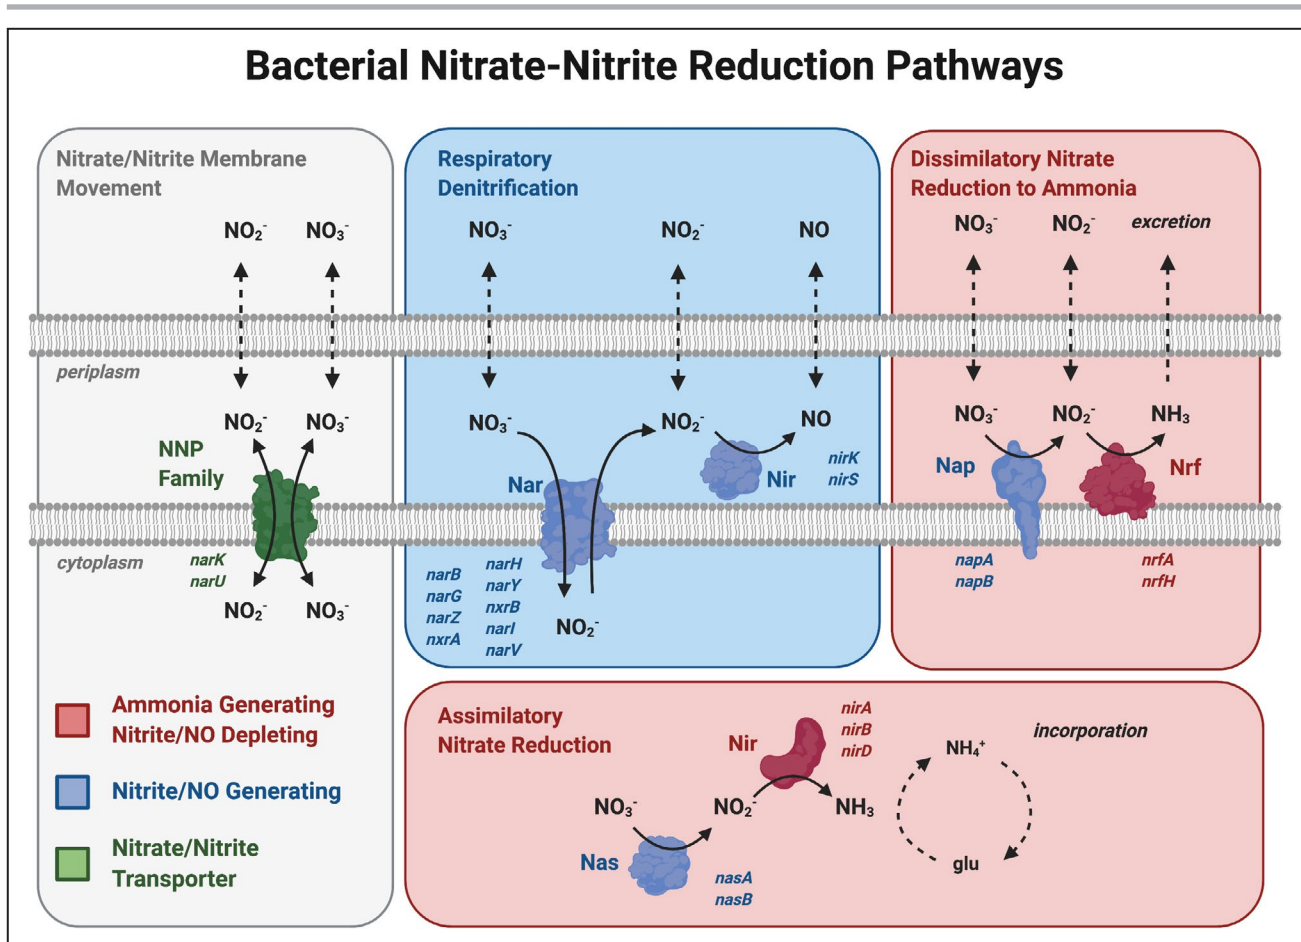 Bacterial Nitrate-Nitrite Reduction Pathways
Nitrate/Nitrite Membrane
Movement
NO₂⁻ NO₃⁻
periplasm
NO₂⁻ NO₃⁻
NNP
Family
cytoplasm
narK
narU
NO₂⁻ NO₃⁻
Ammonia Generating
Nitrite/NO Depleting
Nitrite/NO Generating
Nitrate/Nitrite
Transporter
Respiratory
Denitrification
NO₃⁻ NO₂⁻ NO
NO₃⁻ NO₂⁻ NO
Nar
Nir
nirK
nirS
narB
narG
narZ
nxrA
narH
narY
nxrB
narI
narV
NO₂⁻
Dissimilatory Nitrate
Reduction to Ammonia
NO₃⁻ NO₂⁻ excretion
NO₃⁻ NO₂⁻ NH₃
Nap
Nrf
napA
napB
nrfA
nrfH
Assimilatory
Nitrate Reduction
Nir
nirA
nirB
nirD
incorporation
NH₄⁺
NO₃⁻ NO₂⁻ NH₃
Nas
nasA
nasB
glu